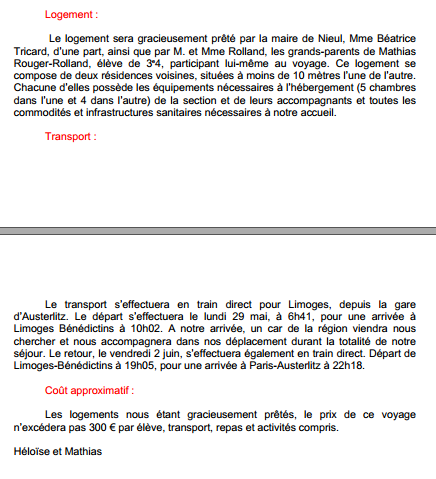 Logement :
Le logement sera gracieusement prêté par la maire de Nieul, Mme Béatrice
Tricard, d'une part, ainsi que par M. et Mme Rolland, les grands-parents de Mathias
Rouger-Rolland, élève de 3*4, participant lui-même au voyage. Ce logement se
compose de deux résidences voisines, situées à moins de 10 mètres l'une de l'autre.
Chacune d'elles possède les équipements nécessaires à l'hébergement (5 chambres
dans l'une et 4 dans l'autre) de la section et de leurs accompagnants et toutes les
commodités et infrastructures sanitaires nécessaires à notre accueil.
Transport :
Le transport s'effectuera en train direct pour Limoges, depuis la gare
d'Austerlitz. Le départ s'effectuera le lundi 29 mai, à 6h41, pour une arrivée à
Limoges Bénédictins à 10h02. A notre arrivée, un car de la région viendra nous
chercher et nous accompagnera dans nos déplacement durant la totalité de notre
séjour. Le retour, le vendredi 2 juin, s'effectuera également en train direct. Départ de
Limoges-Bénédictins à 19h05, pour une arrivée à Paris-Austerlitz à 22h18.
Coût approximatif :
Les logements nous étant gracieusement prêtés, le prix de ce voyage
n'excédera pas 300 € par élève, transport, repas et activités compris.
Héloïse et Mathias